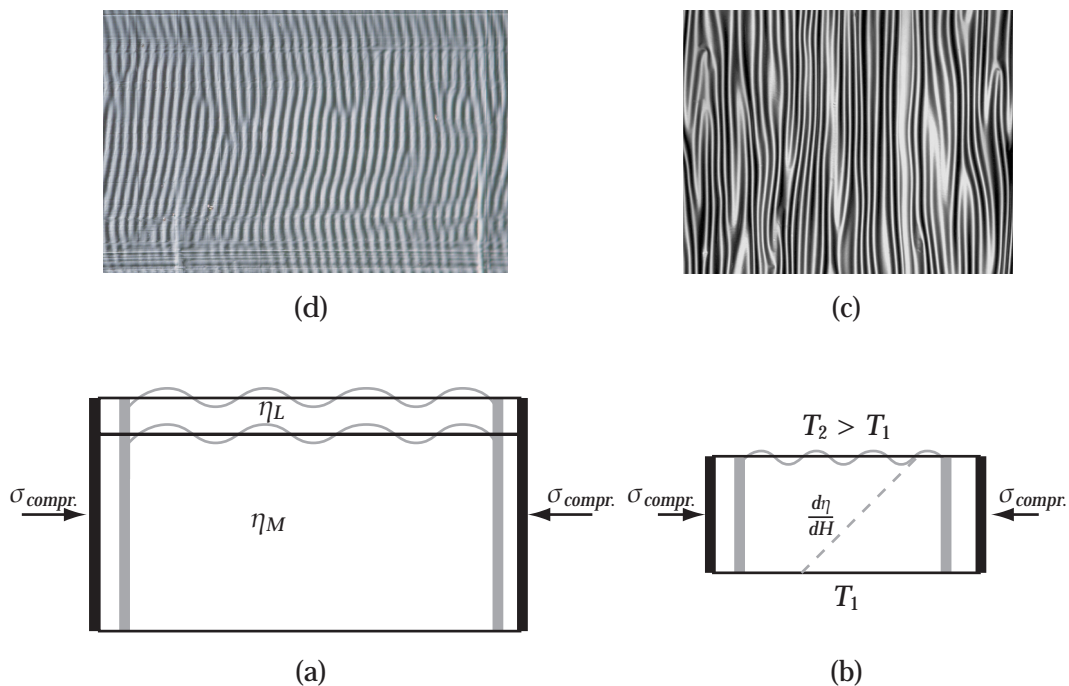 (d)
(c)
η_L
σ_compr.
η_M
σ_compr.
(a)
T_2 > T_1
σ_compr.
dη
dH
σ_compr.
T_1
(b)